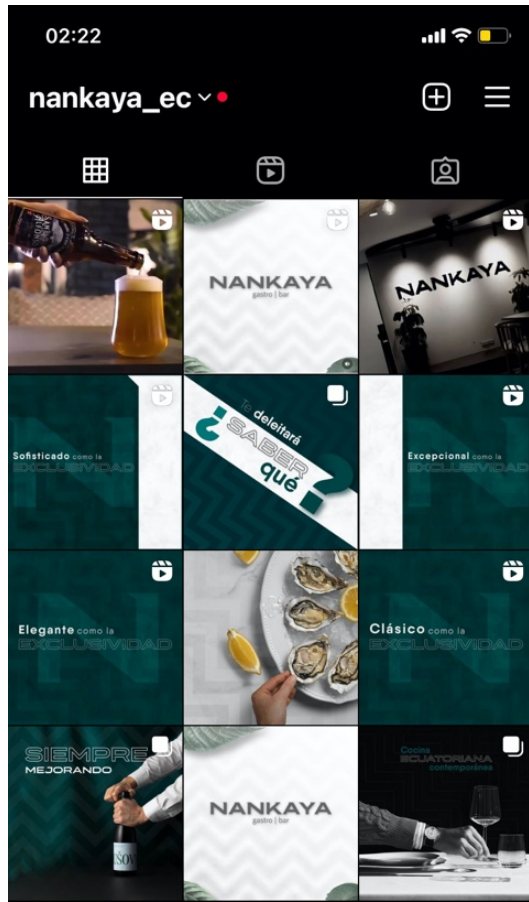 02:22
nankaya_ec
NANKAYA
gastro | bar
NANKAYA
Sofisticado como la
EXCLUSIVIDAD
Te deleitará
¿SABER
qué?
Excepcional como la
EXCLUSIVIDAD
Elegante como la
EXCLUSIVIDAD
Clásico como la
EXCLUSIVIDAD
SIEMPRE
MEJORANDO
NANKAYA
gastro | bar
Cocina
ECUATORIANA
contemporánea